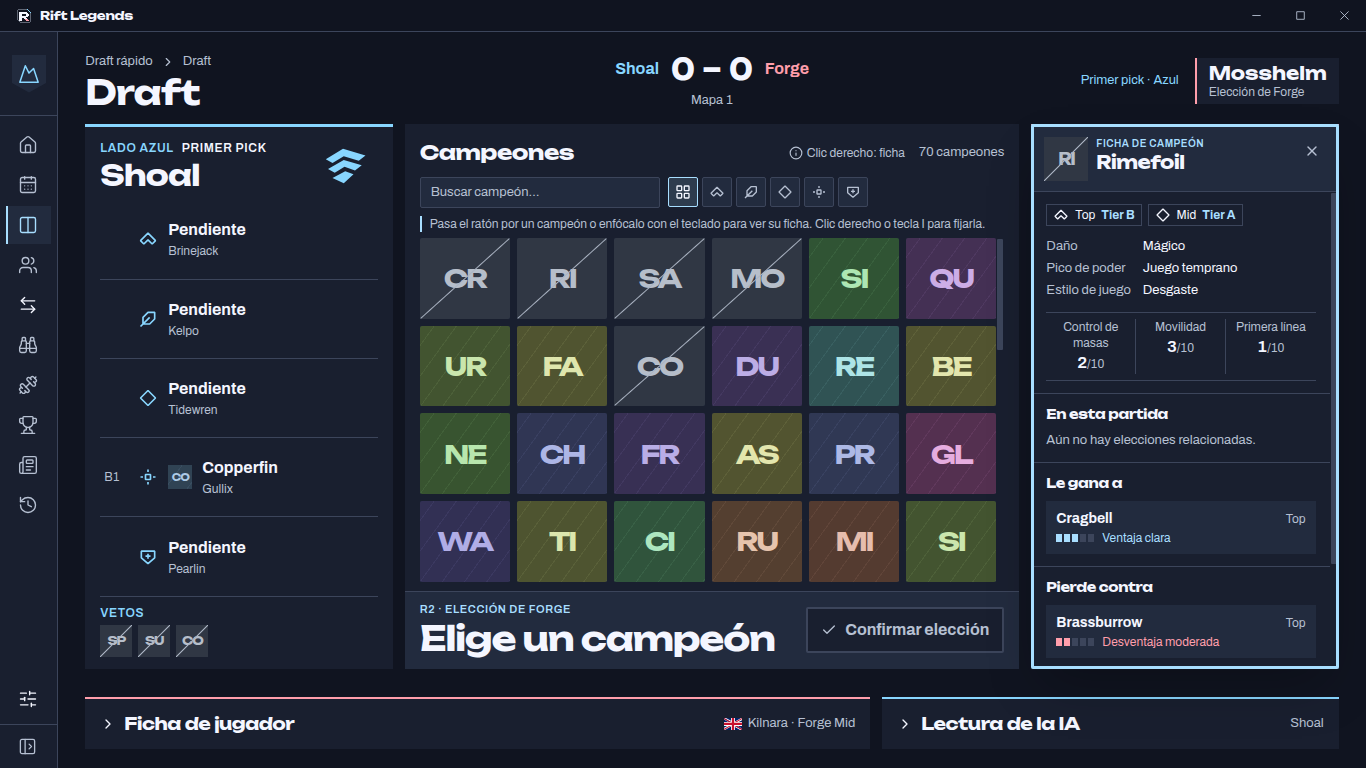 Rift Legends
Draft rápido > Draft
Draft
Shoal 0 – 0 Forge
Mapa 1
Primer pick · Azul
Mosshelm
Elección de Forge
LADO AZUL PRIMER PICK
Shoal
Pendiente
Brinejack
Pendiente
Kelpo
Pendiente
Tidewren
B1
CO
Copperfin
Gullix
Pendiente
Pearlin
VETOS
SP SU CO
Campeones
Clic derecho: ficha
70 campeones
Buscar campeón...
Pasa el ratón por un campeón o enfócalo con el teclado para ver su ficha. Clic derecho o tecla I para fijarla.
CR RI SA MO SI QU
UR FA CO DU RE BE
NE CH FR AS PR GL
WA TI CI RU MI SI
R2 · ELECCIÓN DE FORGE
Elige un campeón
Confirmar elección
RI
FICHA DE CAMPEÓN
Rimefoil
Top Tier B Mid Tier A
Daño Mágico
Pico de poder Juego temprano
Estilo de juego Desgaste
Control de
masas
2/10
Movilidad
3/10
Primera línea
1/10
En esta partida
Aún no hay elecciones relacionadas.
Le gana a
Cragbell Top
Ventaja clara
Pierde contra
Brassburrow Top
Desventaja moderada
Ficha de jugador
Kilnara · Forge Mid
Lectura de la IA
Shoal